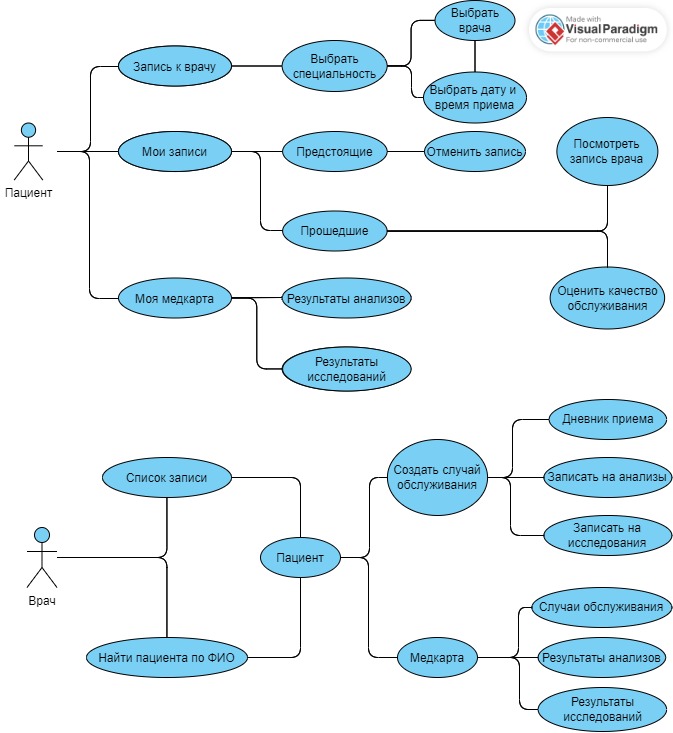 Made with
Visual Paradigm
For non-commercial use
Выбрать
врача
Запись к врачу
Выбрать
специальность
Выбрать дату и
время приема
Пациент
Мои записи
Предстоящие
Отменить запись
Посмотреть
запись врача
Прошедшие
Моя медкарта
Результаты анализов
Оценить качество
обслуживания
Результаты
исследований
Дневник приема
Список записи
Создать случай
обслуживания
Записать на анализы
Записать на
исследования
Врач
Пациент
Случаи обслуживания
Найти пациента по ФИО
Медкарта
Результаты анализов
Результаты
исследований